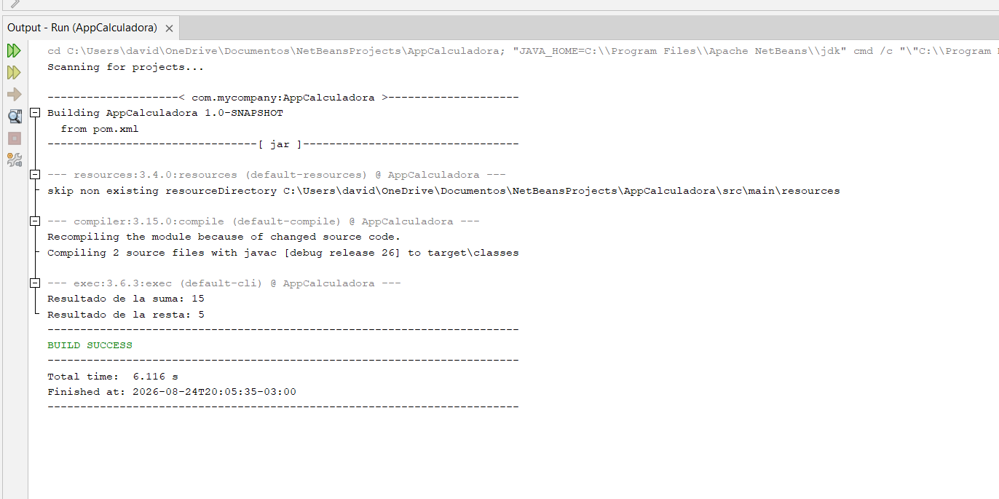 Output - Run (AppCalculadora)
cd C:\Users\david\OneDrive\Documentos\NetBeansProjects\AppCalculadora; "JAVA_HOME=C:\\Program Files\\Apache NetBeans\\jdk" cmd /c "\"C:\\Program
Scanning for projects...
--------------------< com.mycompany:AppCalculadora >--------------------
Building AppCalculadora 1.0-SNAPSHOT
  from pom.xml
--------------------------------[ jar ]---------------------------------
--- resources:3.4.0:resources (default-resources) @ AppCalculadora ---
skip non existing resourceDirectory C:\Users\david\OneDrive\Documentos\NetBeansProjects\AppCalculadora\src\main\resources
--- compiler:3.15.0:compile (default-compile) @ AppCalculadora ---
Recompiling the module because of changed source code.
Compiling 2 source files with javac [debug release 26] to target\classes
--- exec:3.6.3:exec (default-cli) @ AppCalculadora ---
Resultado de la suma: 15
Resultado de la resta: 5
------------------------------------------------------------------------
BUILD SUCCESS
------------------------------------------------------------------------
Total time:  6.116 s
Finished at: 2026-08-24T20:05:35-03:00
------------------------------------------------------------------------